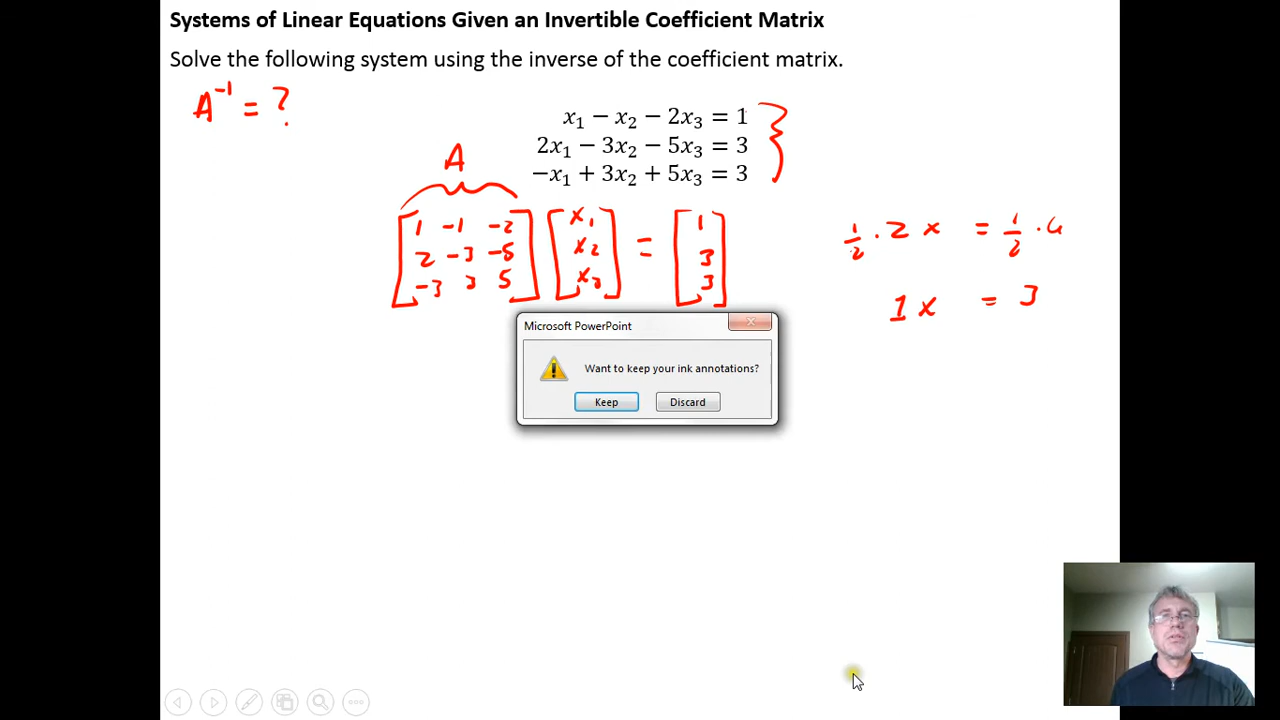 Systems of Linear Equations Given an Invertible Coefficient Matrix
Solve the following system using the inverse of the coefficient matrix.
A⁻¹ = ?
x₁ − x₂ − 2x₃ = 1
2x₁ − 3x₂ − 5x₃ = 3
−x₁ + 3x₂ + 5x₃ = 3
A
1 -1 -2 x₁ = 1
2 -3 -5 x₂ 3
-3 3 5 x₃ 3
1/2 · 2 x = 1/2 · 6
1 x = 3
Microsoft PowerPoint
Want to keep your ink annotations?
Keep Discard